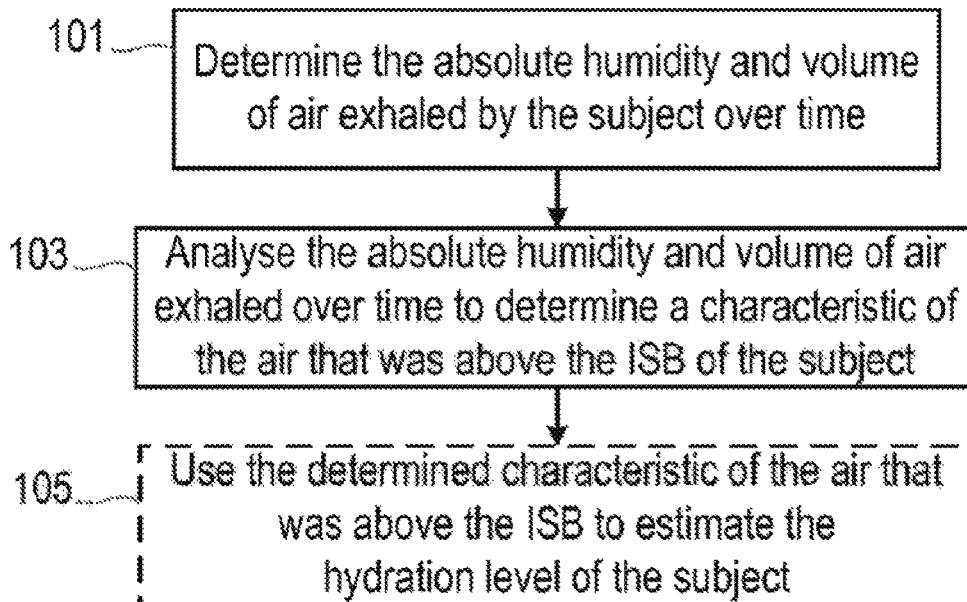 101
Determine the absolute humidity and volume
of air exhaled by the subject over time
103
Analyse the absolute humidity and volume of air
exhaled over time to determine a characteristic of
the air that was above the ISB of the subject
105
Use the determined characteristic of the air that
was above the ISB to estimate the
hydration level of the subject